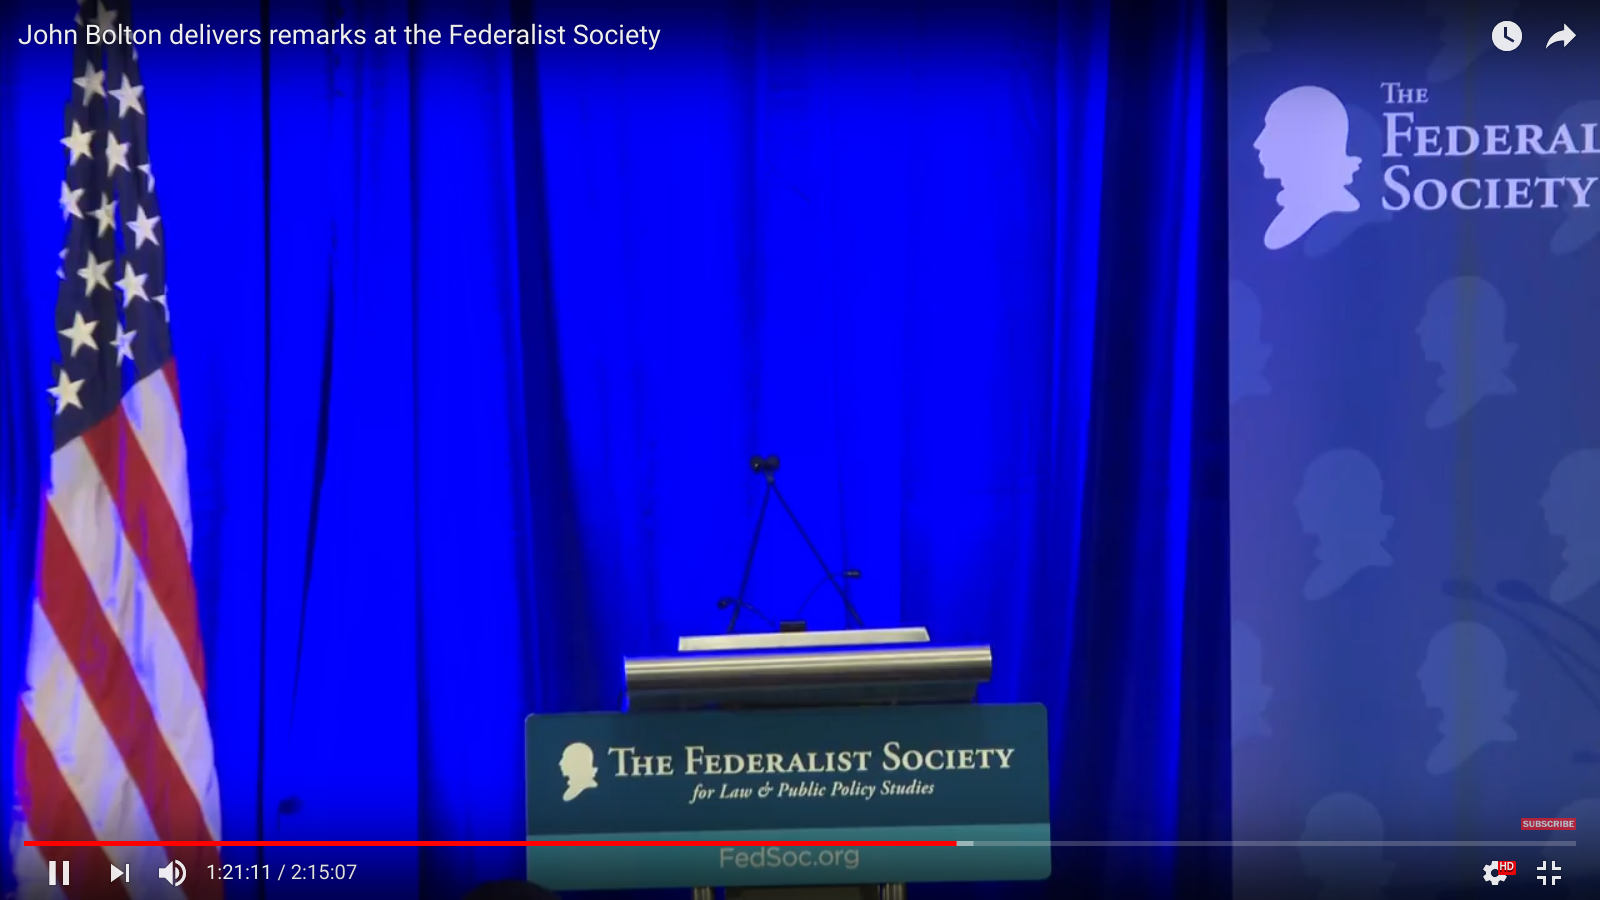 John Bolton delivers remarks at the Federalist Society
THE
FEDERAL
SOCIETY
THE FEDERALIST SOCIETY
for Law & Public Policy Studies
FedSoc.org
SUBSCRIBE
1:21:11 / 2:15:07
HD